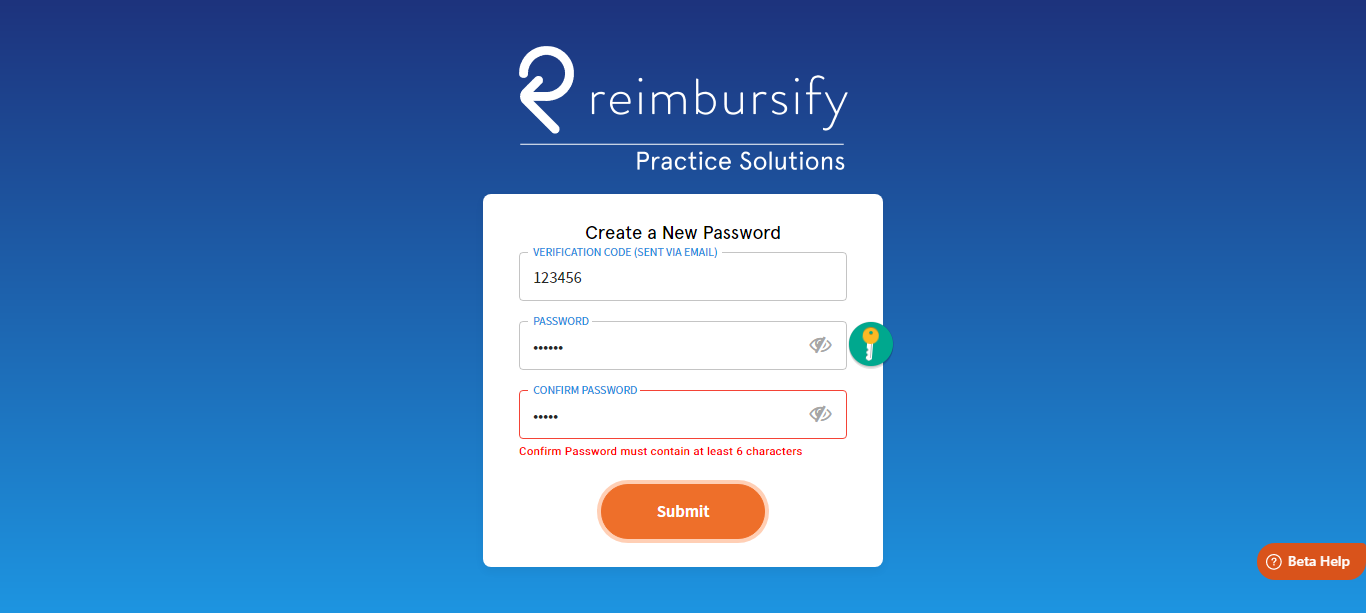 reimbursify
Practice Solutions
Create a New Password
VERIFICATION CODE (SENT VIA EMAIL)
123456
PASSWORD
••••••
CONFIRM PASSWORD
•••••
Confirm Password must contain at least 6 characters
Submit
Beta Help